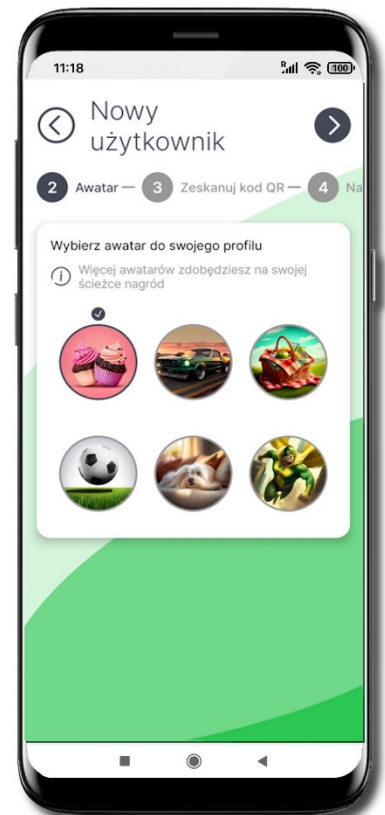 11:18
R
100
Nowy
użytkownik
2 Awatar — 3 Zeskanuj kod QR — 4 Na
Wybierz awatar do swojego profilu
i Więcej awatarów zdobędziesz na swojej
ścieżce nagród